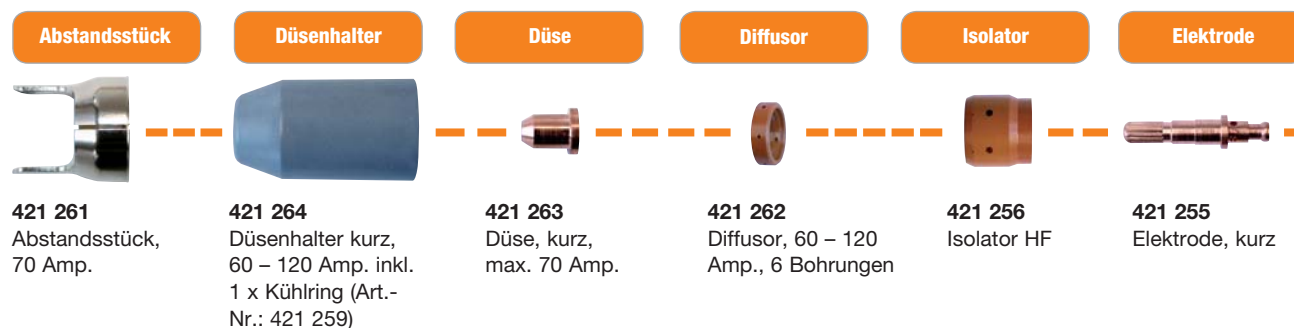 Abstandsstück
Düsenhalter
Düse
Diffusor
Isolator
Elektrode
421 261
Abstandsstück,
70 Amp.
421 264
Düsenhalter kurz,
60 – 120 Amp. inkl.
1 x Kühlring (Art.-
Nr.: 421 259)
421 263
Düse, kurz,
max. 70 Amp.
421 262
Diffusor, 60 – 120
Amp., 6 Bohrungen
421 256
Isolator HF
421 255
Elektrode, kurz